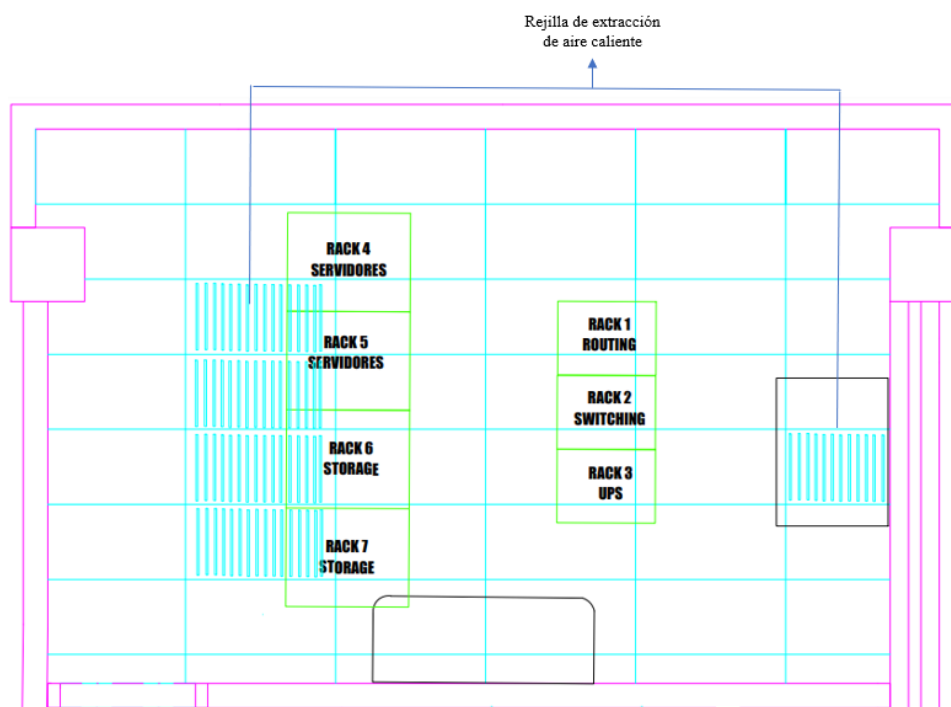 Rejilla de extracción
de aire caliente
RACK 4
SERVIDORES
RACK 5
SERVIDORES
RACK 6
STORAGE
RACK 7
STORAGE
RACK 1
ROUTING
RACK 2
SWITCHING
RACK 3
UPS